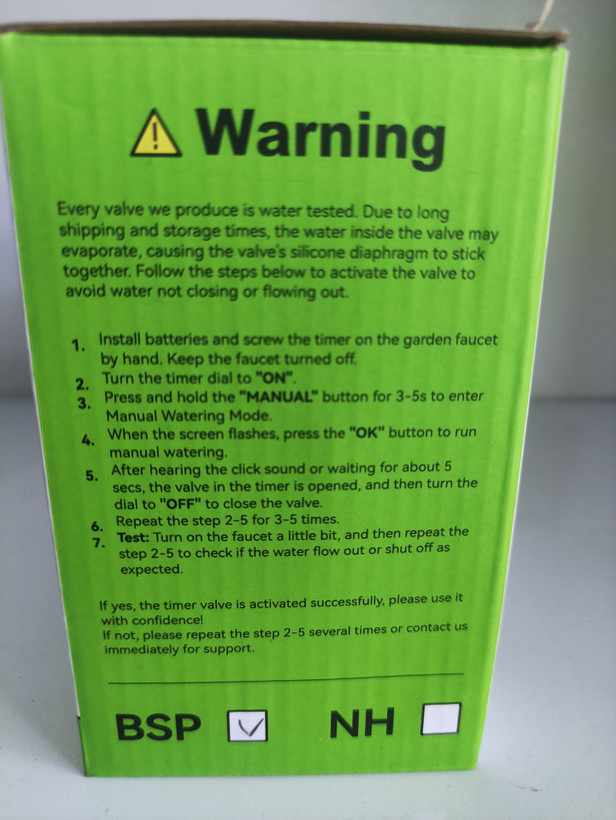 Warning
Every valve we produce is water tested. Due to long
shipping and storage times, the water inside the valve may
evaporate, causing the valve's silicone diaphragm to stick
together. Follow the steps below to activate the valve to
avoid water not closing or flowing out.
1. Install batteries and screw the timer on the garden faucet
by hand. Keep the faucet turned off.
2. Turn the timer dial to "ON".
3. Press and hold the "MANUAL" button for 3-5s to enter
Manual Watering Mode.
4. When the screen flashes, press the "OK" button to run
manual watering.
5. After hearing the click sound or waiting for about 5
secs, the valve in the timer is opened, and then turn the
dial to "OFF" to close the valve.
6. Repeat the step 2-5 for 3-5 times.
7. Test: Turn on the faucet a little bit, and then repeat the
step 2-5 to check if the water flow out or shut off as
expected.
If yes, the timer valve is activated successfully, please use it
with confidence!
If not, please repeat the step 2-5 several times or contact us
immediately for support.
BSP NH